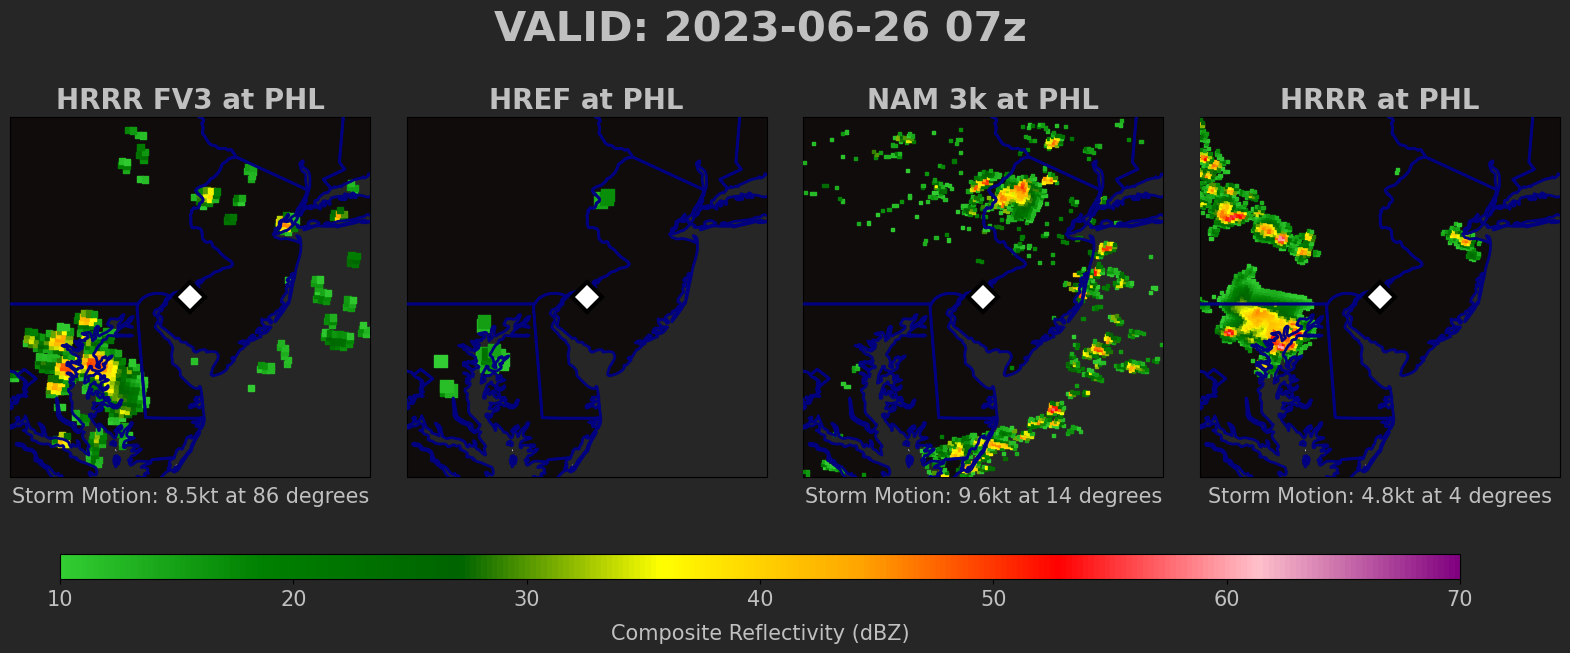 VALID: 2023-06-26 07z
HRRR FV3 at PHL
HREF at PHL
NAM 3k at PHL
HRRR at PHL
Storm Motion: 8.5kt at 86 degrees
Storm Motion: 9.6kt at 14 degrees
Storm Motion: 4.8kt at 4 degrees
10 20 30 40 50 60 70
Composite Reflectivity (dBZ)